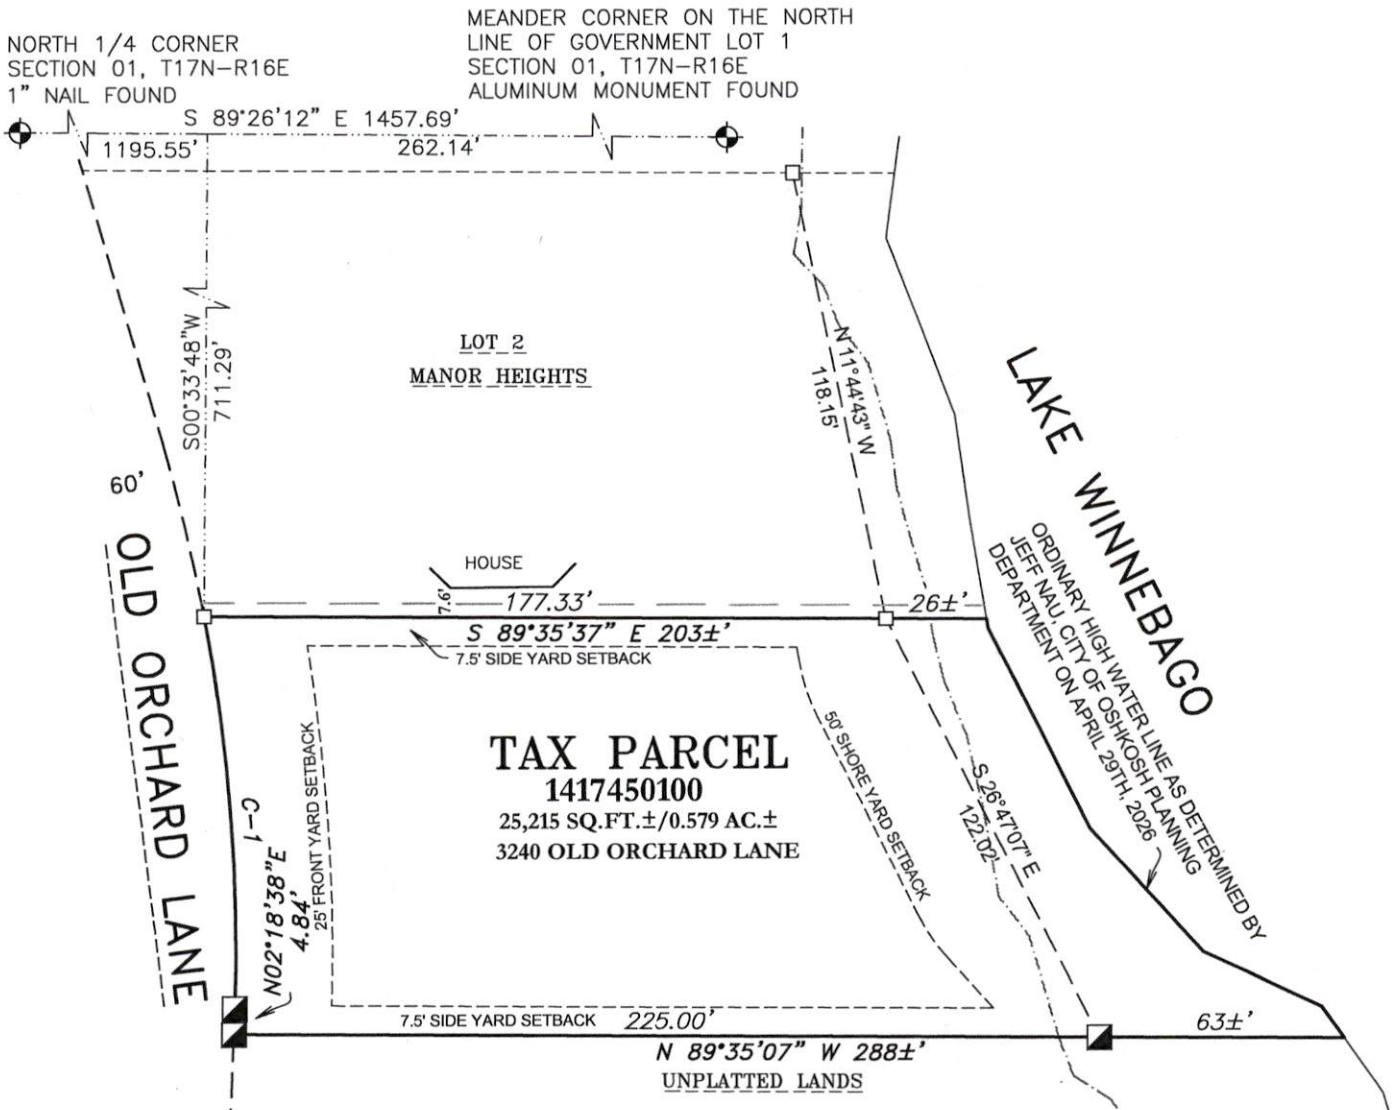 NORTH 1/4 CORNER
SECTION 01, T17N-R16E
1" NAIL FOUND
MEANDER CORNER ON THE NORTH
LINE OF GOVERNMENT LOT 1
SECTION 01, T17N-R16E
ALUMINUM MONUMENT FOUND
S 89°26'12" E 1457.69'
1195.55'
262.14'
S00°33'48"W
711.29'
LOT 2
MANOR HEIGHTS
N 11°44'43" W
118.15'
LAKE WINNEBAGO
60'
OLD ORCHARD LANE
HOUSE
7.6'
177.33'
26±'
S 89°35'37" E 203±'
7.5' SIDE YARD SETBACK
ORDINARY HIGH WATER LINE AS DETERMINED BY
JEFF NAU, CITY OF OSHKOSH PLANNING
DEPARTMENT ON APRIL 29TH, 2026
25' FRONT YARD SETBACK
TAX PARCEL
1417450100
25,215 SQ.FT.±/0.579 AC.±
3240 OLD ORCHARD LANE
50' SHORE YARD SETBACK
S 26°47'07" E
122.02'
C-1
N02°18'38"E
4.84'
7.5' SIDE YARD SETBACK
225.00'
63±'
N 89°35'07" W 288±'
UNPLATTED LANDS